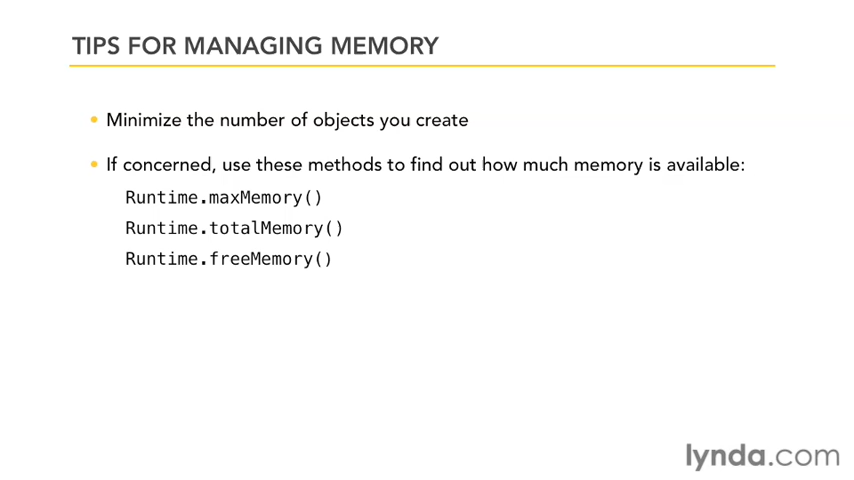 TIPS FOR MANAGING MEMORY
• Minimize the number of objects you create
• If concerned, use these methods to find out how much memory is available:
Runtime.maxMemory()
Runtime.totalMemory()
Runtime.freeMemory()
lynda.com